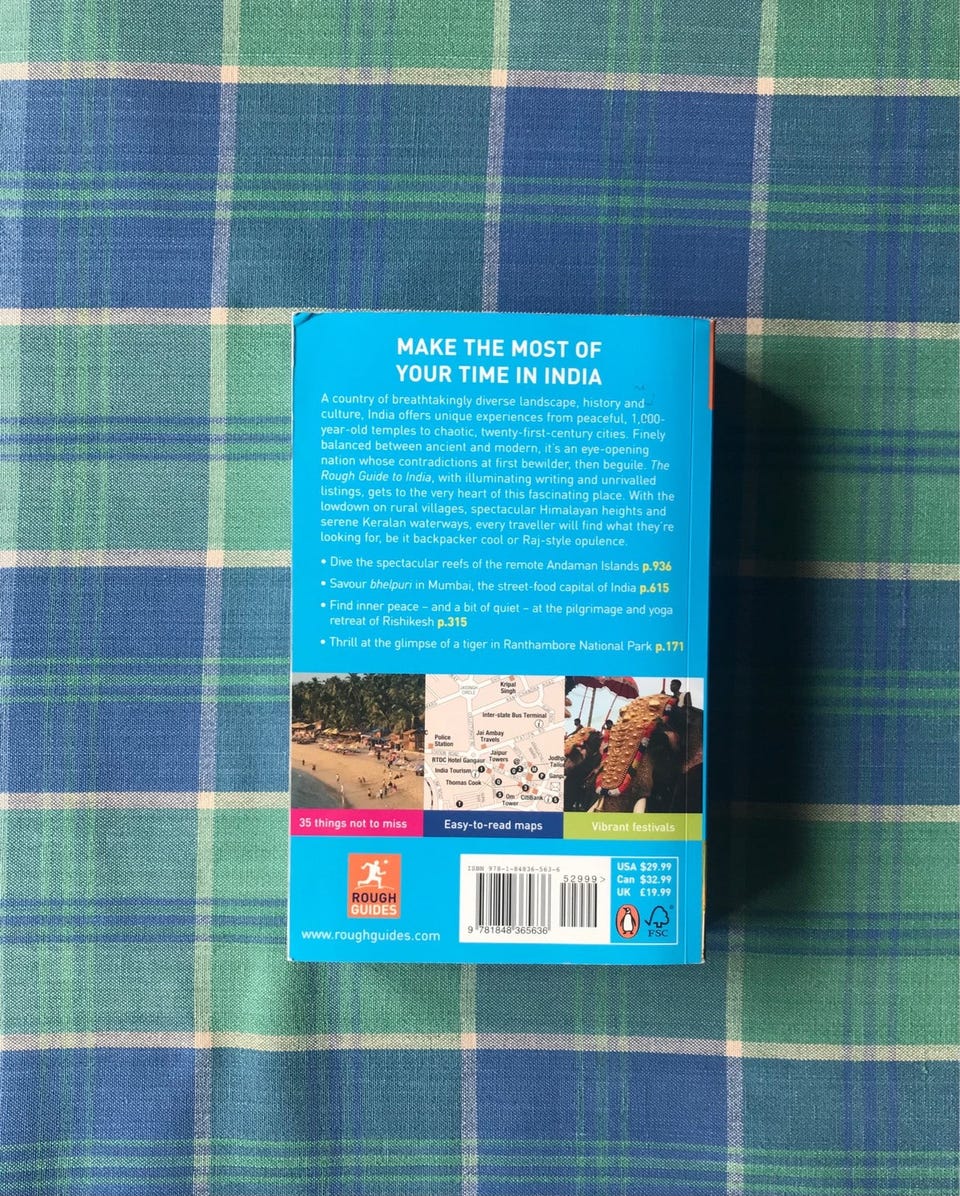 MAKE THE MOST OF
YOUR TIME IN INDIA
A country of breathtakingly diverse landscape, history and
culture, India offers unique experiences from peaceful, 1,000-
year-old temples to chaotic, twenty-first-century cities. Finely
balanced between ancient and modern, it's an eye-opening
nation whose contradictions at first bewilder, then beguile. The
Rough Guide to India, with illuminating writing and unrivalled
listings, gets to the very heart of this fascinating place. With the
lowdown on rural villages, spectacular Himalayan heights and
serene Keralan waterways, every traveller will find what they're
looking for, be it backpacker cool or Raj-style opulence.
• Dive the spectacular reefs of the remote Andaman Islands p.936
• Savour bhelpuri in Mumbai, the street-food capital of India p.615
• Find inner peace – and a bit of quiet – at the pilgrimage and yoga
retreat of Rishikesh p.315
• Thrill at the glimpse of a tiger in Ranthambore National Park p.171
Kripal
Singh
Inter-state Bus Terminal
Police
Station
Jai Ambay
Travels
RTDC Hotel Gangaur
Jaipur
Towers
India Tourism
Thomas Cook
Om
Tower
CitiBank
35 things not to miss
Easy-to-read maps
Vibrant festivals
ROUGH
GUIDES
www.roughguides.com
ISBN 978-1-84836-563-6
52999>
9 781848 365636
USA $29.99
Can $32.99
UK £19.99
FSC